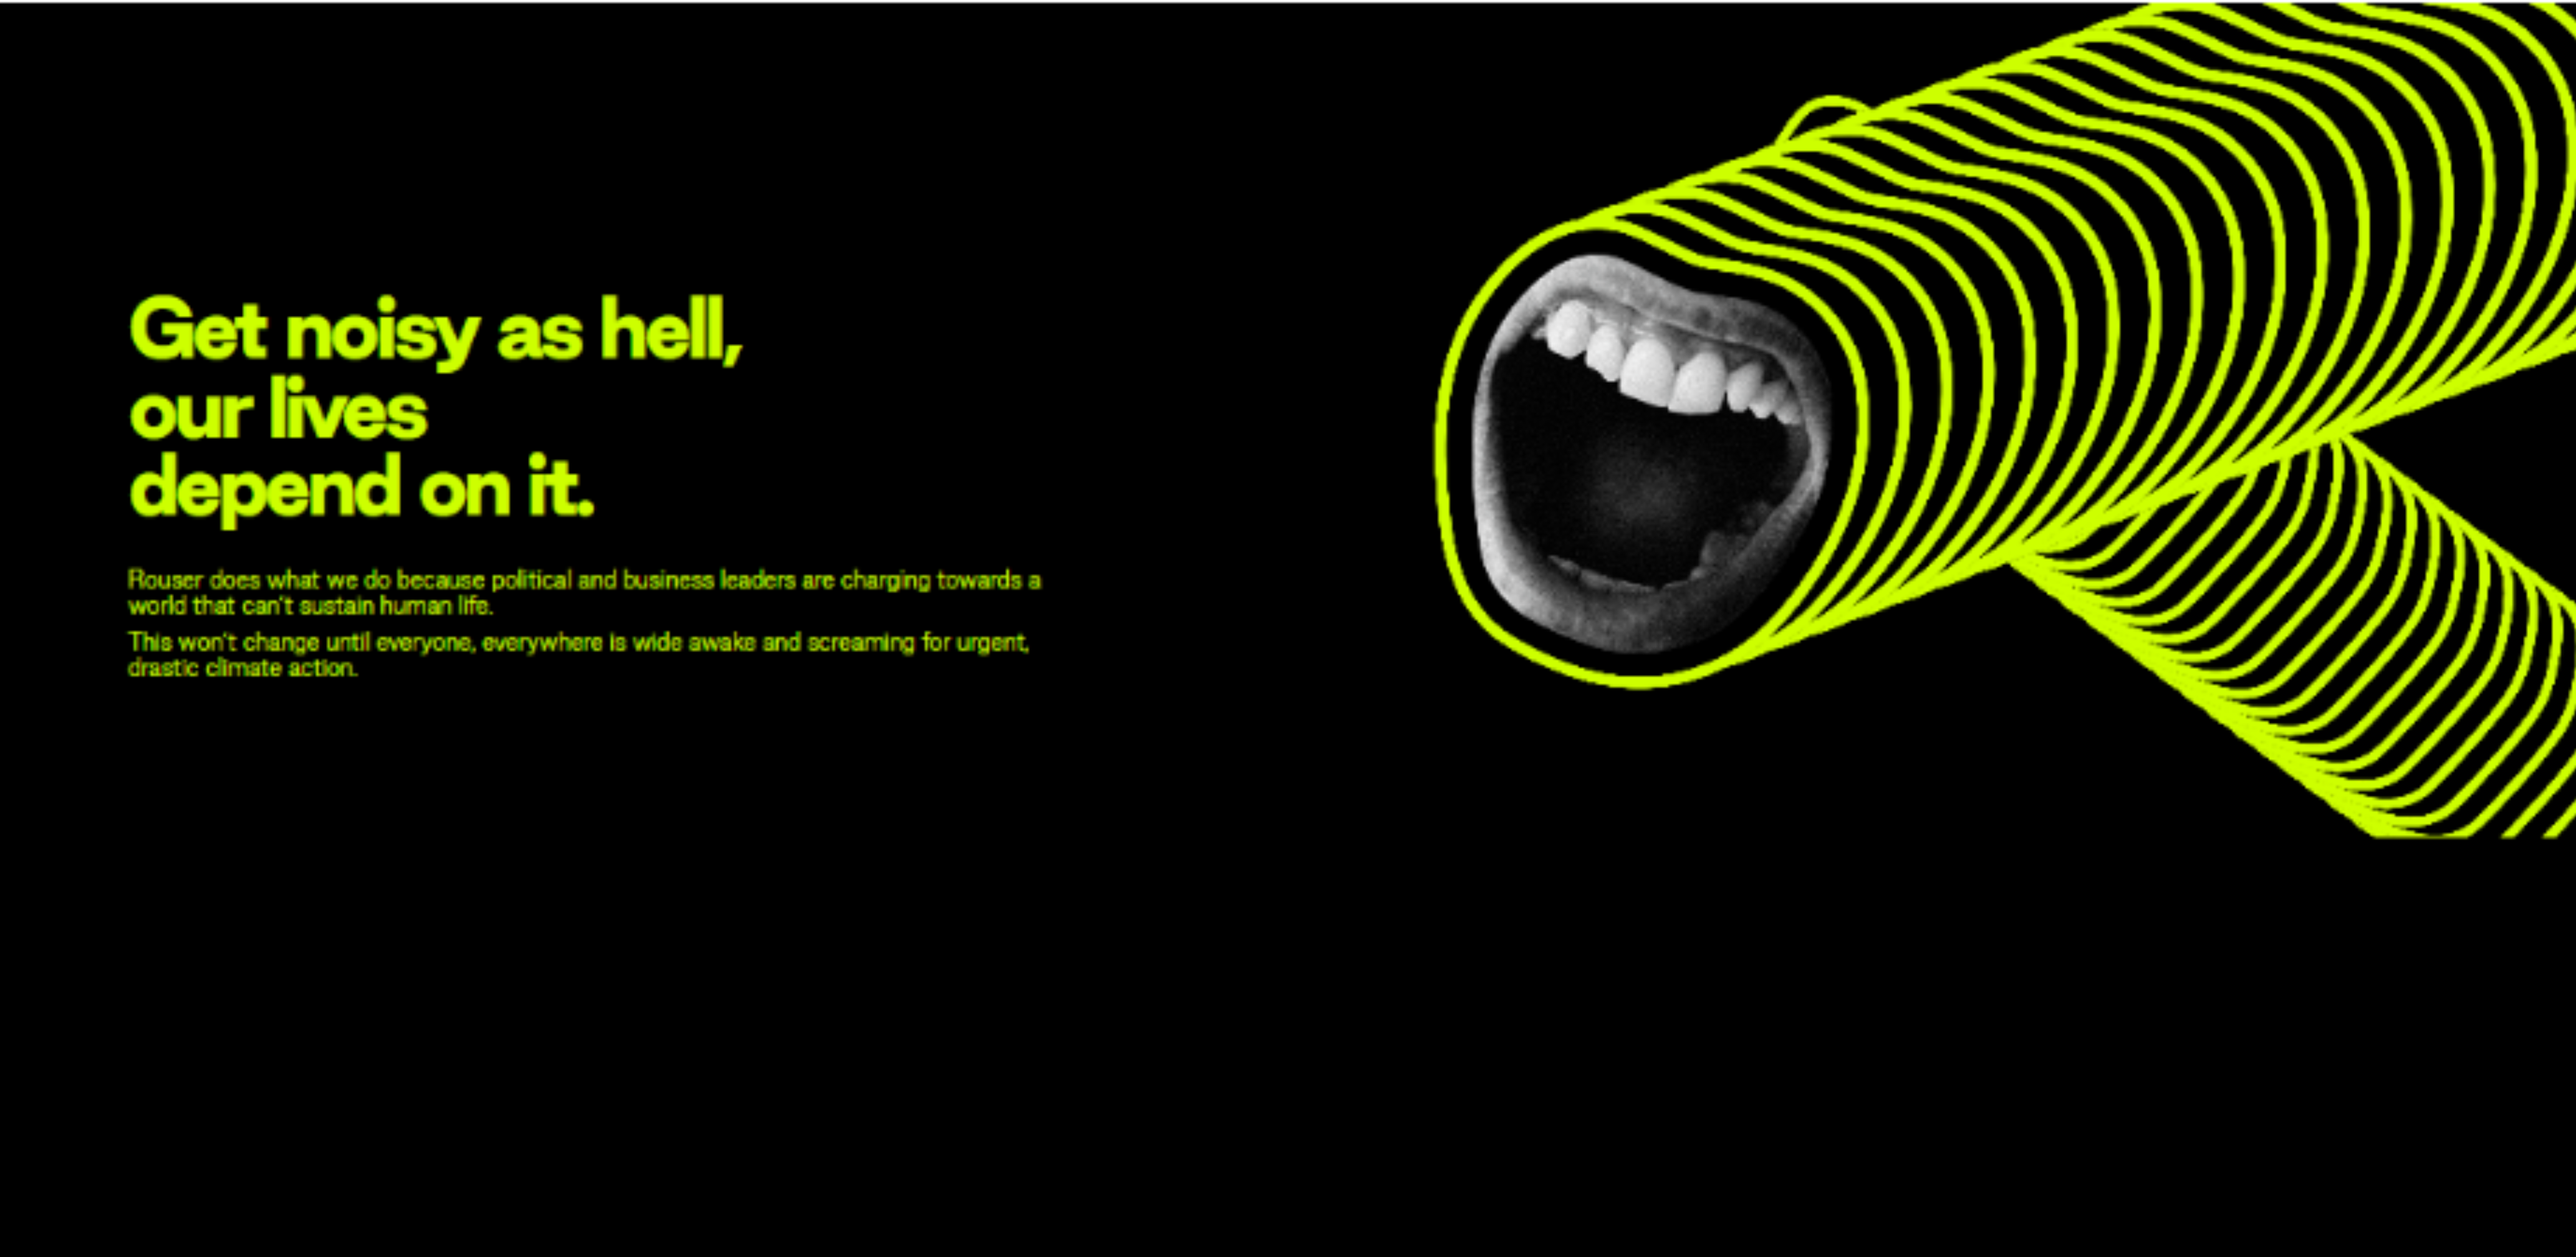 Get noisy as hell,
our lives
depend on it.
Rouser does what we do because political and business leaders are charging towards a
world that can't sustain human life.
This won't change until everyone, everywhere is wide awake and screaming for urgent,
drastic climate action.